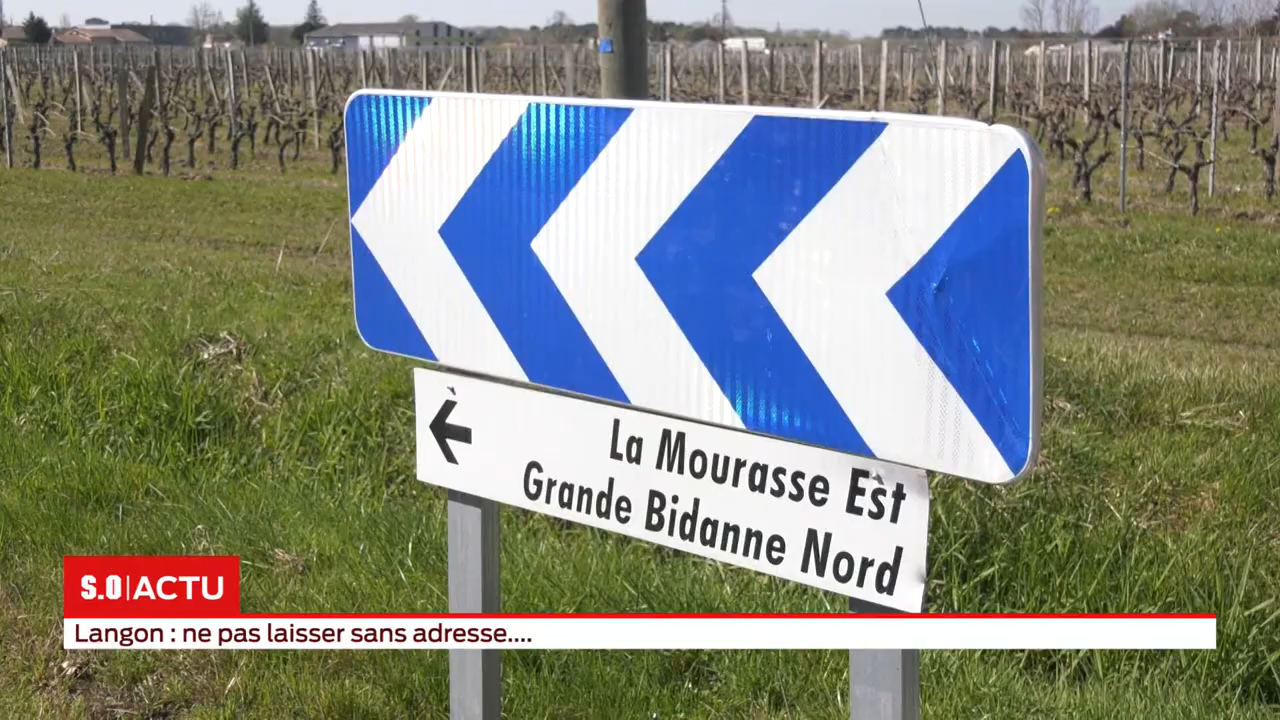 La Mourasse Est
Grande Bidanne Nord
S.O|ACTU
Langon : ne pas laisser sans adresse....